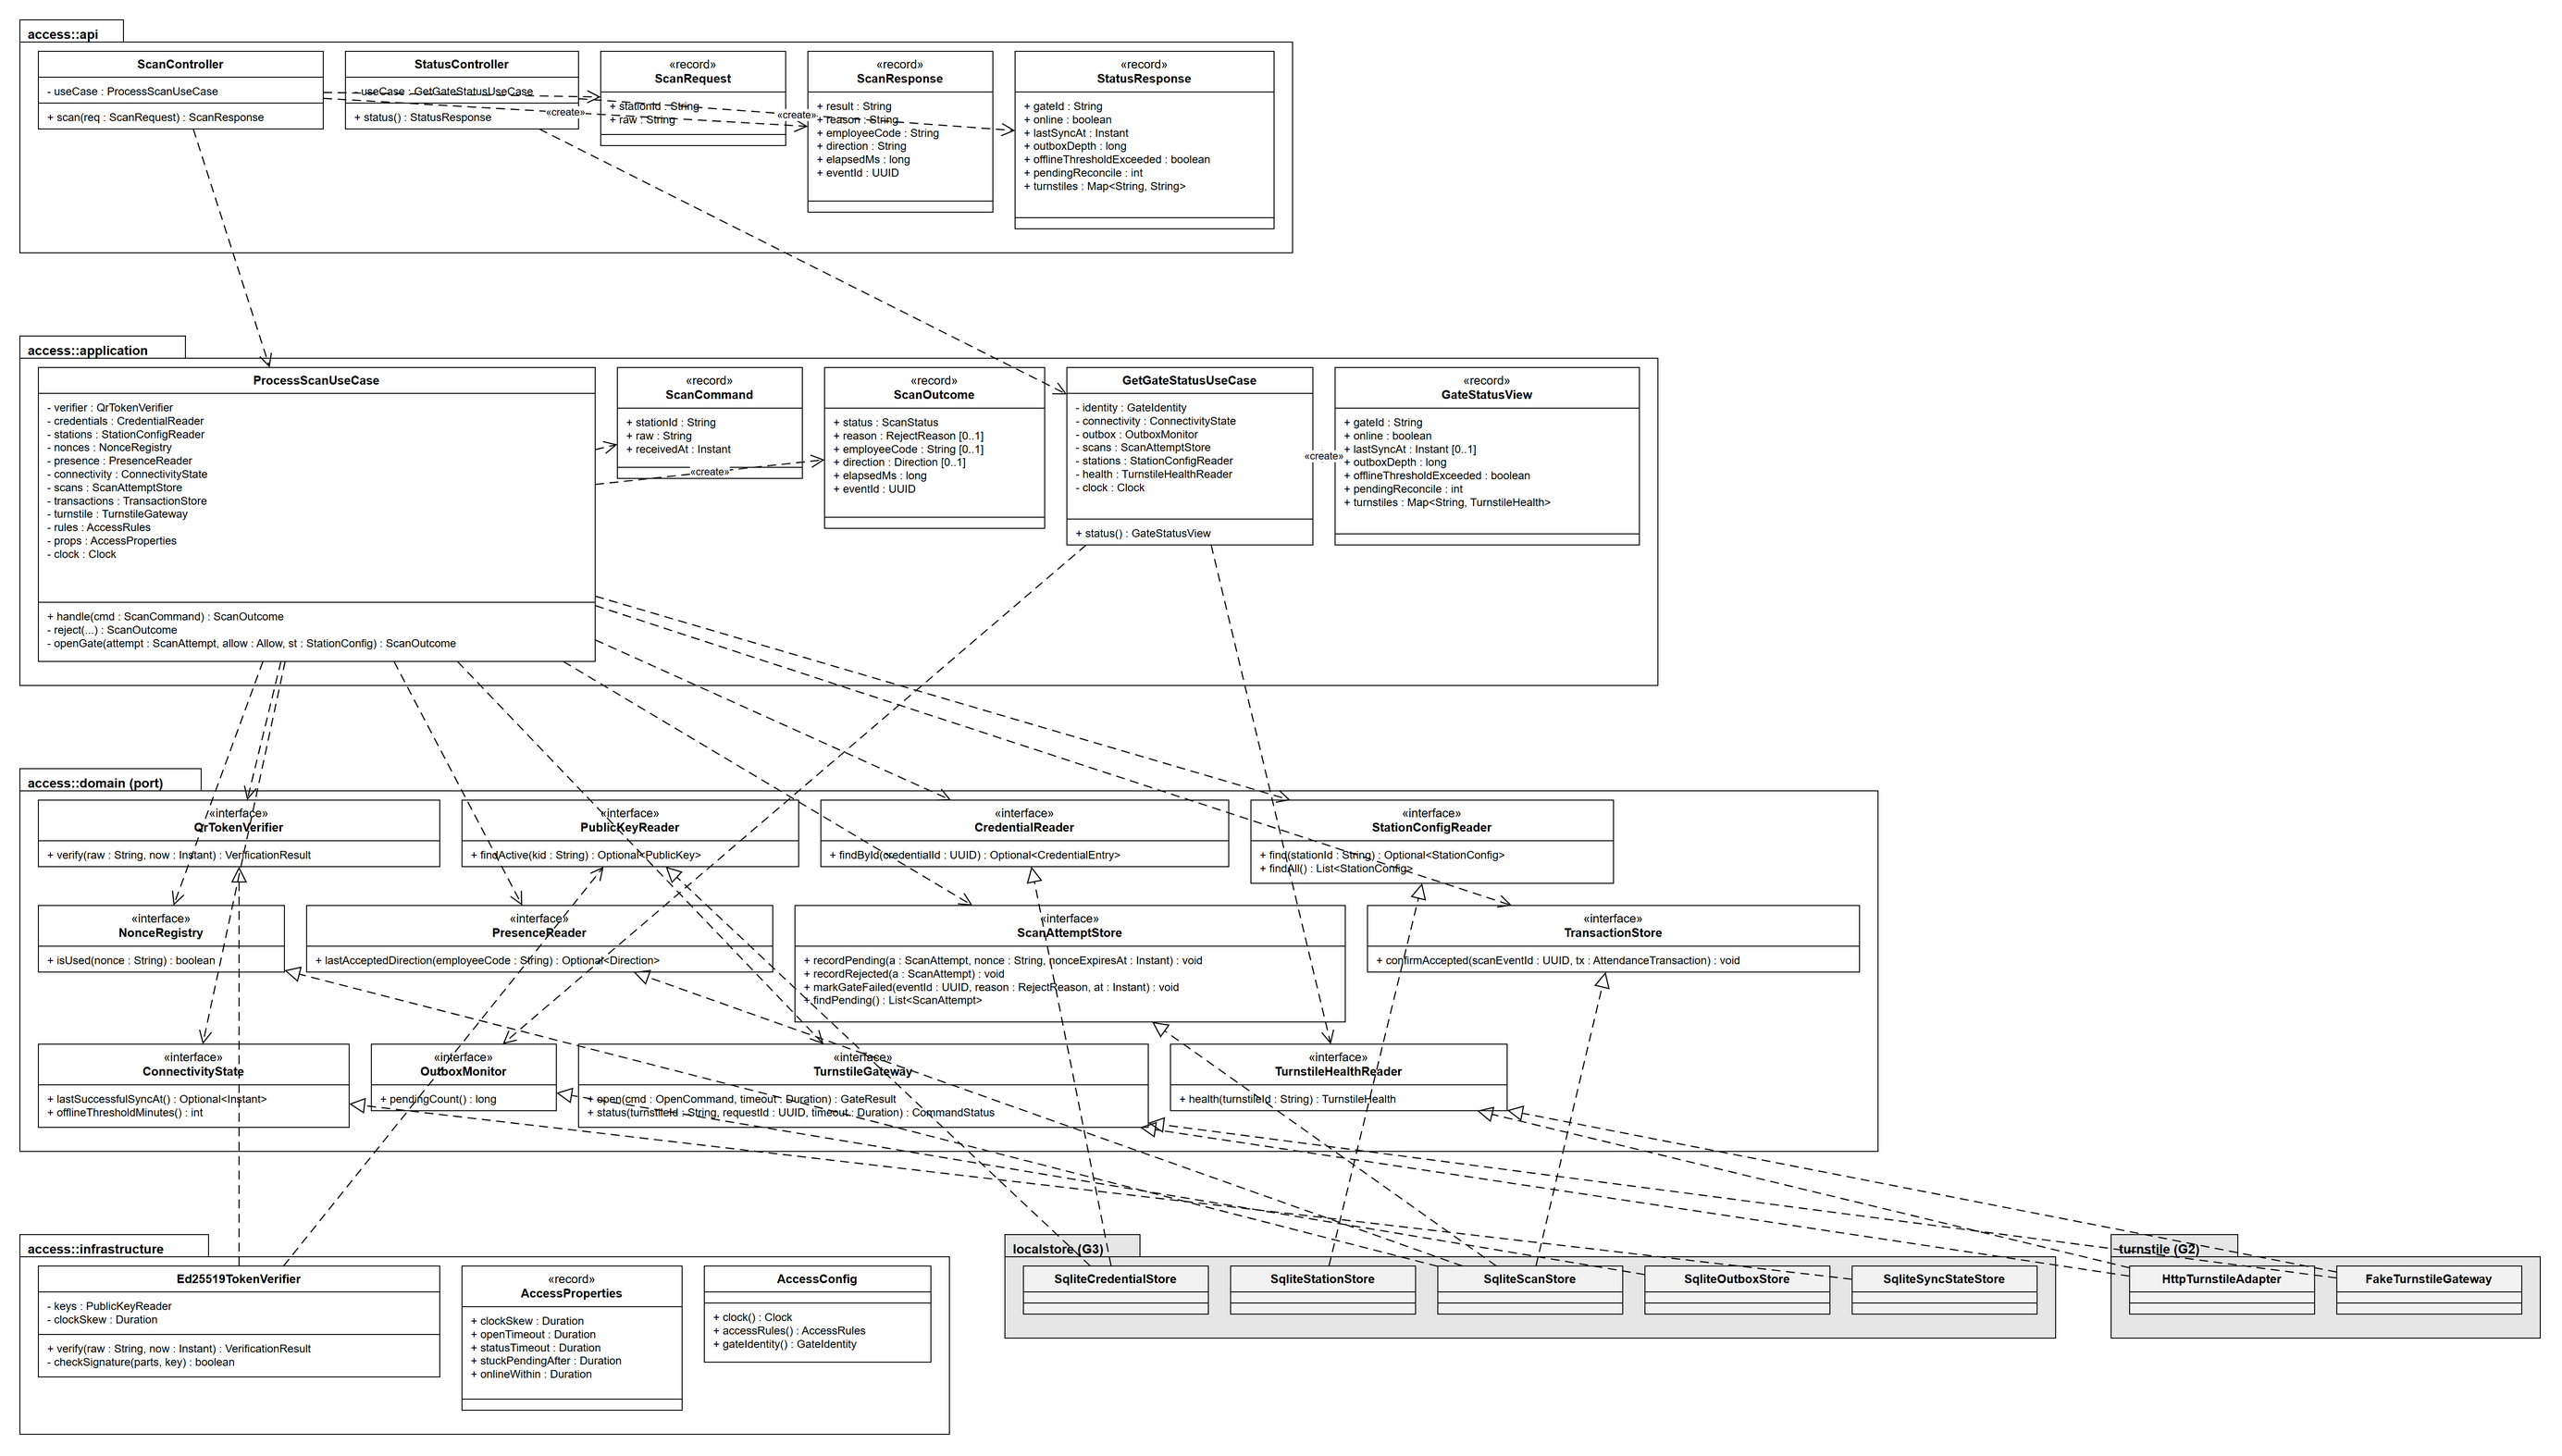 access::api
ScanController
- useCase : ProcessScanUseCase
+ scan(req : ScanRequest) : ScanResponse
StatusController
- useCase : GetGateStatusUseCase
+ status() : StatusResponse
«record»
ScanRequest
+ stationId : String
+ raw : String
«record»
ScanResponse
+ result : String
+ reason : String
+ employeeCode : String
+ direction : String
+ elapsedMs : long
+ eventId : UUID
«record»
StatusResponse
+ gateId : String
+ online : boolean
+ lastSyncAt : Instant
+ outboxDepth : long
+ offlineThresholdExceeded : boolean
+ pendingReconcile : int
+ turnstiles : Map<String, String>
«create»
«create»
access::application
ProcessScanUseCase
- verifier : QrTokenVerifier
- credentials : CredentialReader
- stations : StationConfigReader
- nonces : NonceRegistry
- presence : PresenceReader
- connectivity : ConnectivityState
- scans : ScanAttemptStore
- transactions : TransactionStore
- turnstile : TurnstileGateway
- rules : AccessRules
- props : AccessProperties
- clock : Clock
+ handle(cmd : ScanCommand) : ScanOutcome
- reject(...) : ScanOutcome
- openGate(attempt : ScanAttempt, allow : Allow, st : StationConfig) : ScanOutcome
«record»
ScanCommand
+ stationId : String
+ raw : String
+ receivedAt : Instant
«create»
«record»
ScanOutcome
+ status : ScanStatus
+ reason : RejectReason [0..1]
+ employeeCode : String [0..1]
+ direction : Direction [0..1]
+ elapsedMs : long
+ eventId : UUID
GetGateStatusUseCase
- identity : GateIdentity
- connectivity : ConnectivityState
- outbox : OutboxMonitor
- scans : ScanAttemptStore
- stations : StationConfigReader
- health : TurnstileHealthReader
- clock : Clock
+ status() : GateStatusView
«create»
«record»
GateStatusView
+ gateId : String
+ online : boolean
+ lastSyncAt : Instant [0..1]
+ outboxDepth : long
+ offlineThresholdExceeded : boolean
+ pendingReconcile : int
+ turnstiles : Map<String, TurnstileHealth>
access::domain (port)
«interface»
QrTokenVerifier
+ verify(raw : String, now : Instant) : VerificationResult
«interface»
PublicKeyReader
+ findActive(kid : String) : Optional<PublicKey>
«interface»
CredentialReader
+ findById(credentialId : UUID) : Optional<CredentialEntry>
«interface»
StationConfigReader
+ find(stationId : String) : Optional<StationConfig>
+ findAll() : List<StationConfig>
«interface»
NonceRegistry
+ isUsed(nonce : String) : boolean
«interface»
PresenceReader
+ lastAcceptedDirection(employeeCode : String) : Optional<Direction>
«interface»
ScanAttemptStore
+ recordPending(a : ScanAttempt, nonce : String, nonceExpiresAt : Instant) : void
+ recordRejected(a : ScanAttempt) : void
+ markGateFailed(eventId : UUID, reason : RejectReason, at : Instant) : void
+ findPending() : List<ScanAttempt>
«interface»
TransactionStore
+ confirmAccepted(scanEventId : UUID, tx : AttendanceTransaction) : void
«interface»
ConnectivityState
+ lastSuccessfulSyncAt() : Optional<Instant>
+ offlineThresholdMinutes() : int
«interface»
OutboxMonitor
+ pendingCount() : long
«interface»
TurnstileGateway
+ open(cmd : OpenCommand, timeout : Duration) : GateResult
+ status(turnstileId : String, requestId : UUID, timeout : Duration) : CommandStatus
«interface»
TurnstileHealthReader
+ health(turnstileId : String) : TurnstileHealth
access::infrastructure
Ed25519TokenVerifier
- keys : PublicKeyReader
- clockSkew : Duration
+ verify(raw : String, now : Instant) : VerificationResult
- checkSignature(parts, key) : boolean
«record»
AccessProperties
+ clockSkew : Duration
+ openTimeout : Duration
+ statusTimeout : Duration
+ stuckPendingAfter : Duration
+ onlineWithin : Duration
AccessConfig
+ clock() : Clock
+ accessRules() : AccessRules
+ gateIdentity() : GateIdentity
localstore (G3)
SqliteCredentialStore
SqliteStationStore
SqliteScanStore
SqliteOutboxStore
SqliteSyncStateStore
turnstile (G2)
HttpTurnstileAdapter
FakeTurnstileGateway